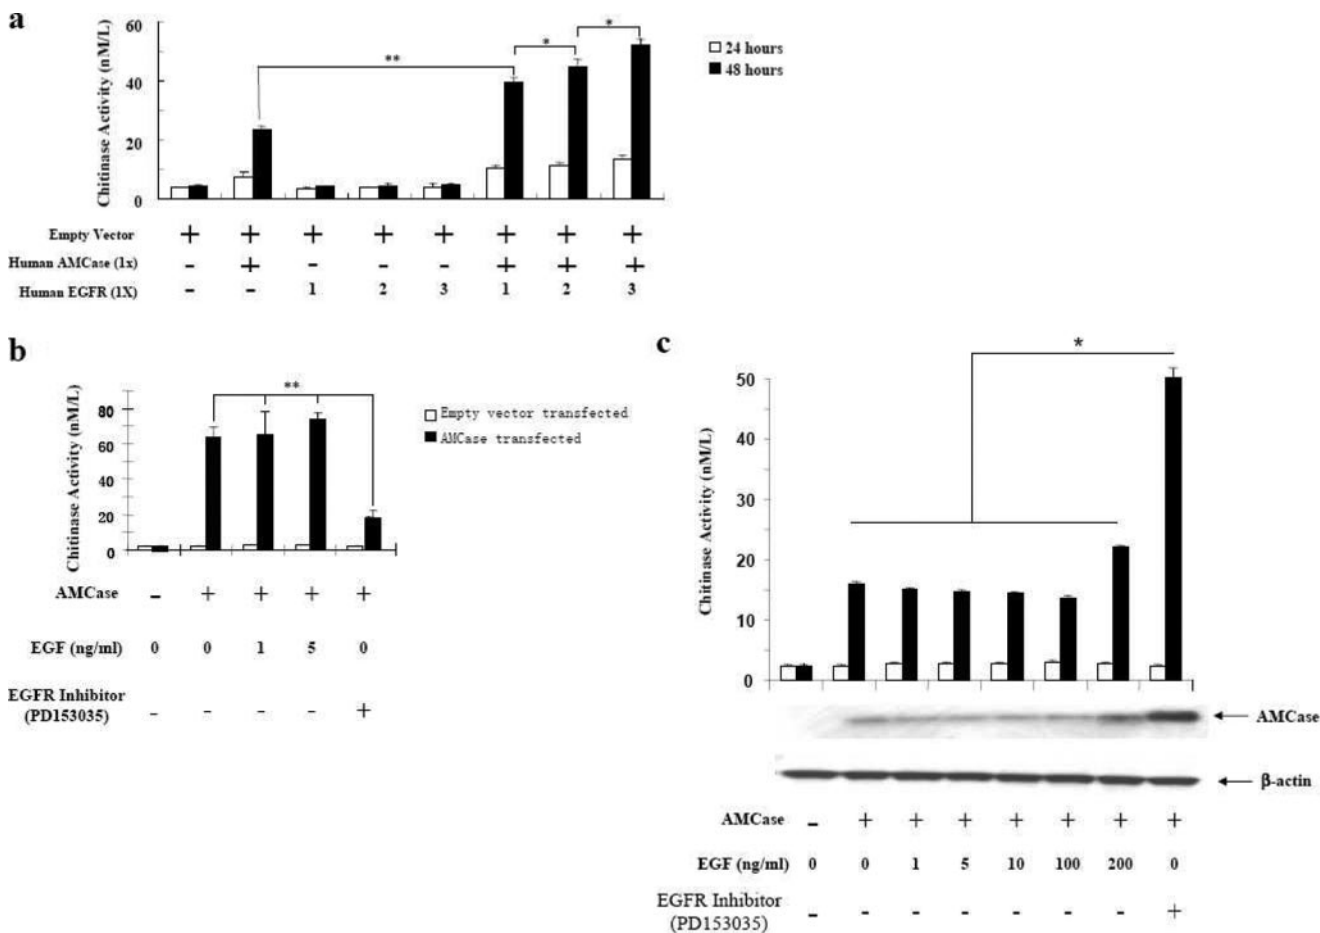 a
Chitinase Activity (nM/L)
60
40
20
0
**
*
*
24 hours
48 hours
Empty Vector + + + + + + + +
Human AMCase (1x) - + - - - + + +
Human EGFR (1X) - - 1 2 3 1 2 3
b
Chitinase Activity (nM/L)
80
60
40
20
0
**
Empty vector transfected
AMCase transfected
AMCase - + + + +
EGF (ng/ml) 0 0 1 5 0
EGFR Inhibitor
(PD153035) - - - - +
c
Chitinase Activity (nM/L)
50
40
30
20
10
0
*
AMCase
β-actin
AMCase - + + + + + + +
EGF (ng/ml) 0 0 1 5 10 100 200 0
EGFR Inhibitor
(PD153035) - - - - - - - +